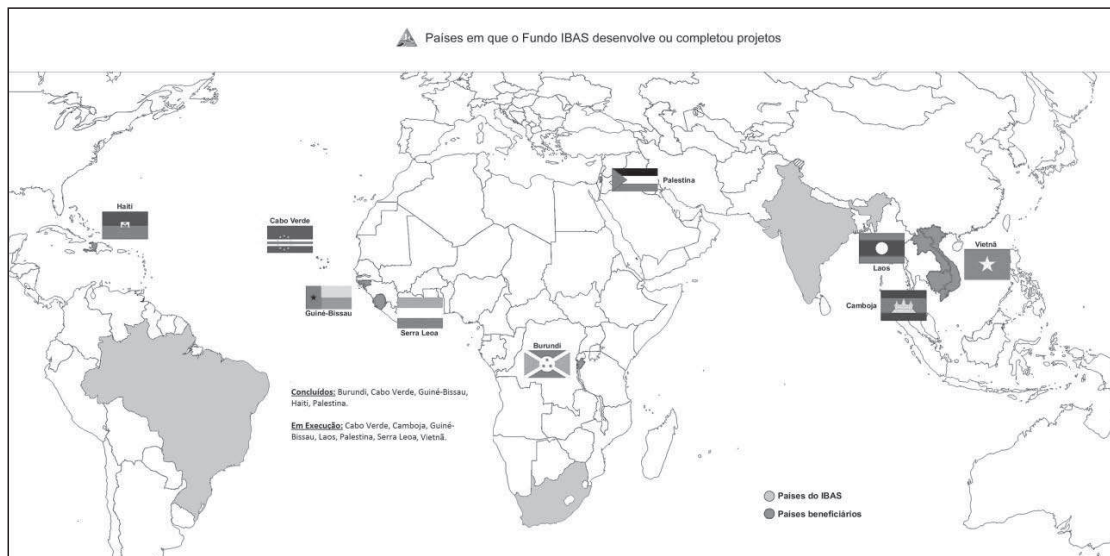 Países em que o Fundo IBAS desenvolve ou completou projetos
Palestina
Haiti
Cabo Verde
Vietnã
Laos
Guiné-Bissau
Camboja
Serra Leoa
Burundi
Concluídos: Burundi, Cabo Verde, Guiné-Bissau,
Haiti, Palestina.
Em Execução: Cabo Verde, Camboja, Guiné-
Bissau, Laos, Palestina, Serra Leoa, Vietnã.
Países do IBAS
Países beneficiários